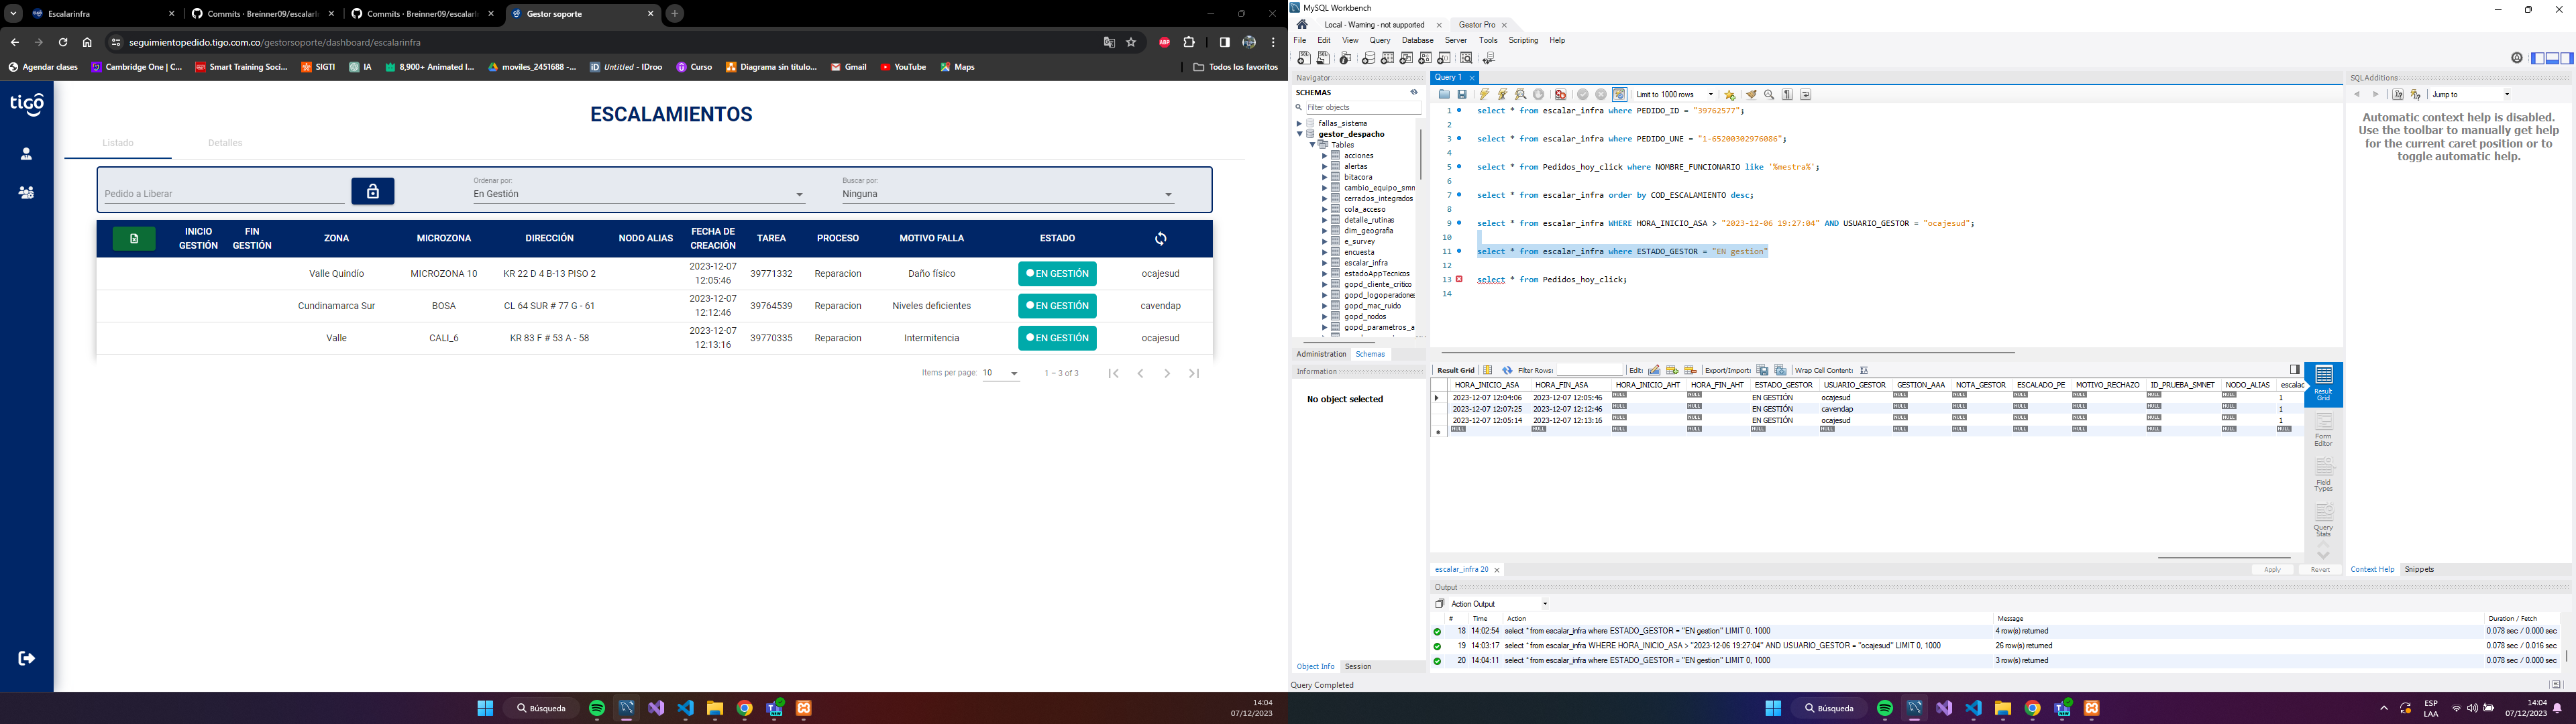 Escalarinfra
Commits · Breinner09/escalarin
Commits · Breinner09/escalarin
Gestor soporte
seguimientopedido.tigo.com.co/gestorsoporte/dashboard/escalarinfra
Agendar clases
Cambridge One | C...
Smart Training Soci...
SIGTI
IA
8,900+ Animated I...
moviles_2451688 -...
Untitled - IDroo
Curso
Diagrama sin título...
Gmail
YouTube
Maps
Todos los favoritos
tigo
ESCALAMIENTOS
Listado
Detalles
Pedido a Liberar
Ordenar por:
En Gestión
Buscar por:
Ninguna
INICIO GESTIÓN
FIN GESTIÓN
ZONA
MICROZONA
DIRECCIÓN
NODO ALIAS
FECHA DE CREACIÓN
TAREA
PROCESO
MOTIVO FALLA
ESTADO
Valle Quindío MICROZONA 10 KR 22 D 4 B-13 PISO 2 2023-12-07 12:05:46 39771332 Reparacion Daño físico EN GESTIÓN ocajesud
Cundinamarca Sur BOSA CL 64 SUR # 77 G - 61 2023-12-07 12:12:46 39764539 Reparacion Niveles deficientes EN GESTIÓN cavendap
Valle CALI_6 KR 83 F # 53 A - 58 2023-12-07 12:13:16 39770335 Reparacion Intermitencia EN GESTIÓN ocajesud
Items per page: 10 1 – 3 of 3
Búsqueda
14:04
07/12/2023
MySQL Workbench
Local - Warning - not supported
Gestor Pro
File Edit View Query Database Server Tools Scripting Help
Navigator
SCHEMAS
Filter objects
fallas_sistema
gestor_despacho
Tables
acciones
alertas
bitacora
cambio_equipo_smn
cerrados_integrados
cola_acceso
detalle_rutinas
dim_geografia
e_survey
encuesta
escalar_infra
estadoAppTecnicos
gopd_cliente_critico
gopd_logoperadores
gopd_mac_ruido
gopd_nodos
gopd_parametros_a
Administration Schemas
Information
No object selected
Object Info Session
Query Completed
Query 1
Limit to 1000 rows
1 select * from escalar_infra where PEDIDO_ID = "39762577";
2
3 select * from escalar_infra where PEDIDO_UNE = "1-65200302976086";
4
5 select * from Pedidos_hoy_click where NOMBRE_FUNCIONARIO like '%mestra%';
6
7 select * from escalar_infra order by COD_ESCALAMIENTO desc;
8
9 select * from escalar_infra WHERE HORA_INICIO_ASA > "2023-12-06 19:27:04" AND USUARIO_GESTOR = "ocajesud";
10
11 select * from escalar_infra where ESTADO_GESTOR = "EN gestion"
12
13 select * from Pedidos_hoy_click;
14
Result Grid Filter Rows: Edit: Export/Import: Wrap Cell Content:
HORA_INICIO_ASA HORA_FIN_ASA HORA_INICIO_AHT HORA_FIN_AHT ESTADO_GESTOR USUARIO_GESTOR GESTION_AAA NOTA_GESTOR ESCALADO_PE MOTIVO_RECHAZO ID_PRUEBA_SMNET NODO_ALIAS escalac
2023-12-07 12:04:06 2023-12-07 12:05:46 NULL NULL EN GESTIÓN ocajesud NULL NULL NULL NULL NULL NULL 1
2023-12-07 12:07:25 2023-12-07 12:12:46 NULL NULL EN GESTIÓN cavendap NULL NULL NULL NULL NULL NULL 1
2023-12-07 12:05:14 2023-12-07 12:13:16 NULL NULL EN GESTIÓN ocajesud NULL NULL NULL NULL NULL NULL 1
NULL NULL NULL NULL NULL NULL NULL NULL NULL NULL NULL NULL NULL
Result Grid
Form Editor
Field Types
Query Stats
escalar_infra 20
Apply Revert
Output
Action Output
# Time Action Message Duration / Fetch
18 14:02:54 select * from escalar_infra where ESTADO_GESTOR = "EN gestion" LIMIT 0, 1000 4 row(s) returned 0.078 sec / 0.000 sec
19 14:03:17 select * from escalar_infra WHERE HORA_INICIO_ASA > "2023-12-06 19:27:04" AND USUARIO_GESTOR = "ocajesud" LIMIT 0, 1000 26 row(s) returned 0.078 sec / 0.016 sec
20 14:04:11 select * from escalar_infra where ESTADO_GESTOR = "EN gestion" LIMIT 0, 1000 3 row(s) returned 0.078 sec / 0.000 sec
SQLAdditions
Jump to
Automatic context help is disabled.
Use the toolbar to manually get help
for the current caret position or to
toggle automatic help.
Context Help Snippets
Búsqueda
ESP
LAA
14:04
07/12/2023